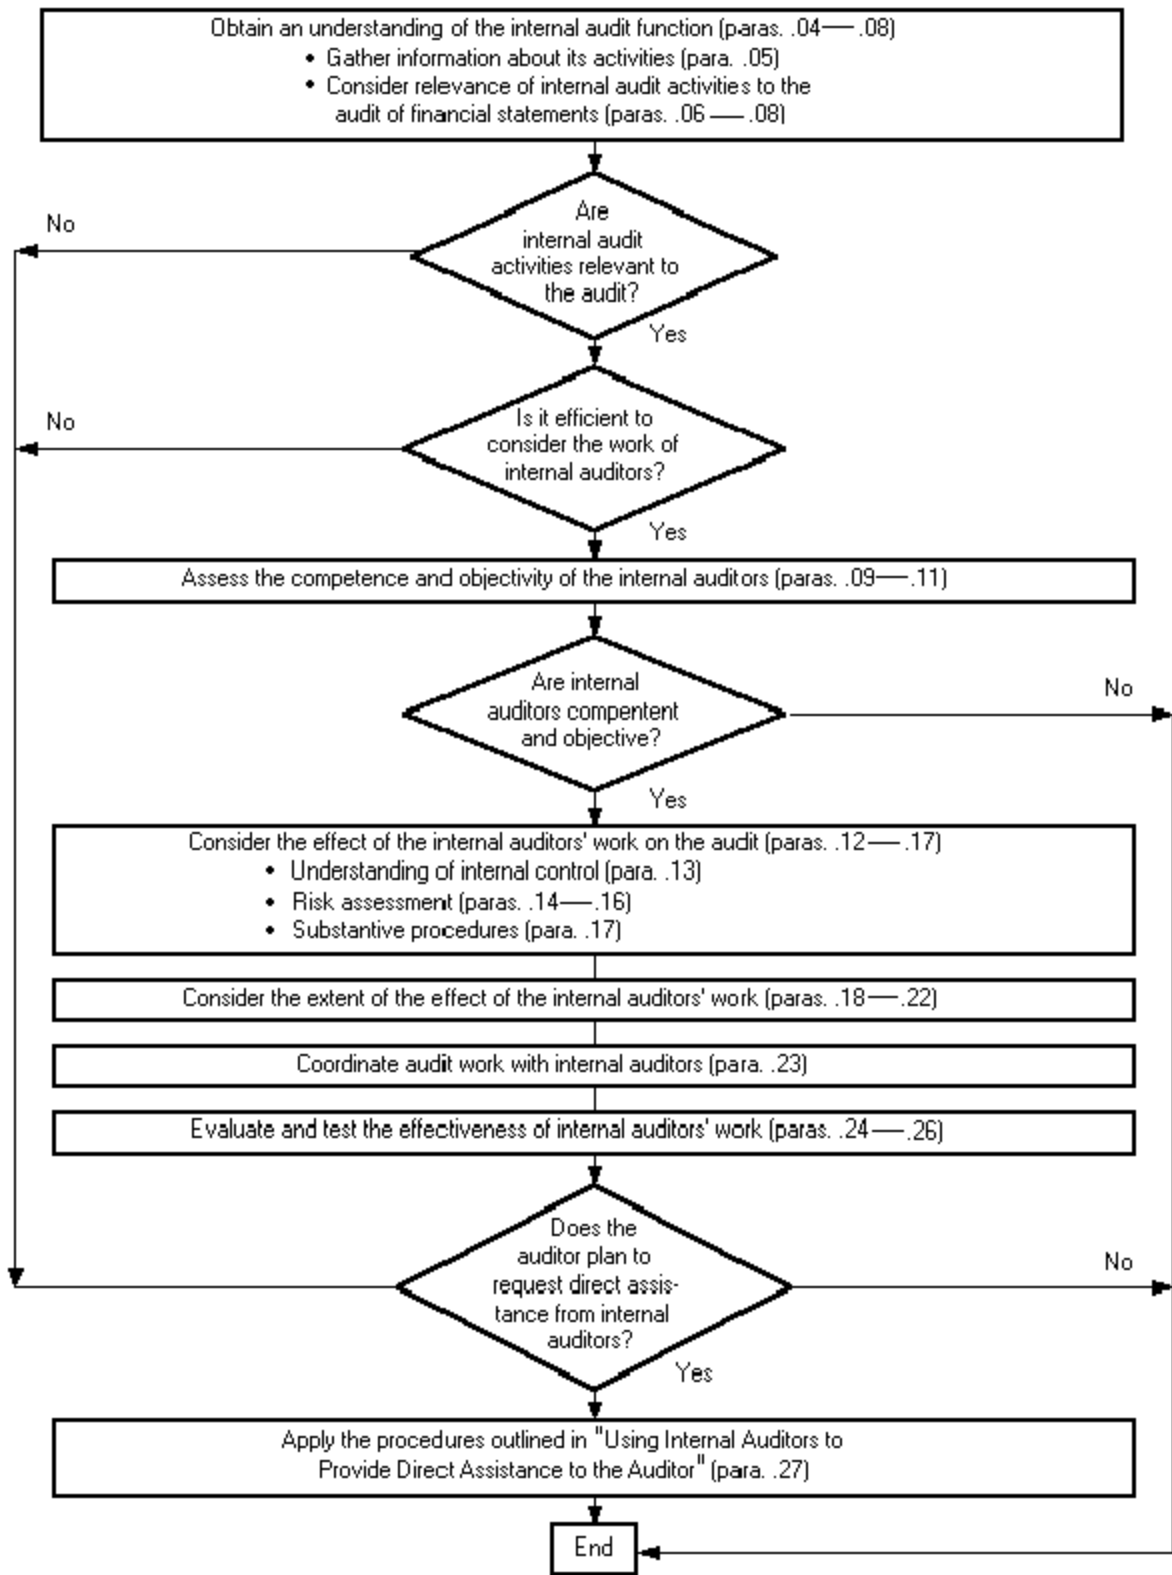 Obtain an understanding of the internal audit function (paras. .04—.08)
• Gather information about its activities (para. .05)
• Consider relevance of internal audit activities to the
audit of financial statements (paras. .06—.08)
Are
internal audit
activities relevant to
the audit?
No
Yes
Is it efficient to
consider the work of
internal auditors?
No
Yes
Assess the competence and objectivity of the internal auditors (paras. .09—.11)
Are internal
auditors compentent
and objective?
No
Yes
Consider the effect of the internal auditors' work on the audit (paras. .12—.17)
• Understanding of internal control (para. .13)
• Risk assessment (paras. .14—.16)
• Substantive procedures (para. .17)
Consider the extent of the effect of the internal auditors' work (paras. .18—.22)
Coordinate audit work with internal auditors (para. .23)
Evaluate and test the effectiveness of internal auditors' work (paras. .24—.26)
Does the
auditor plan to
request direct assis-
tance from internal
auditors?
No
Yes
Apply the procedures outlined in "Using Internal Auditors to
Provide Direct Assistance to the Auditor" (para. .27)
End